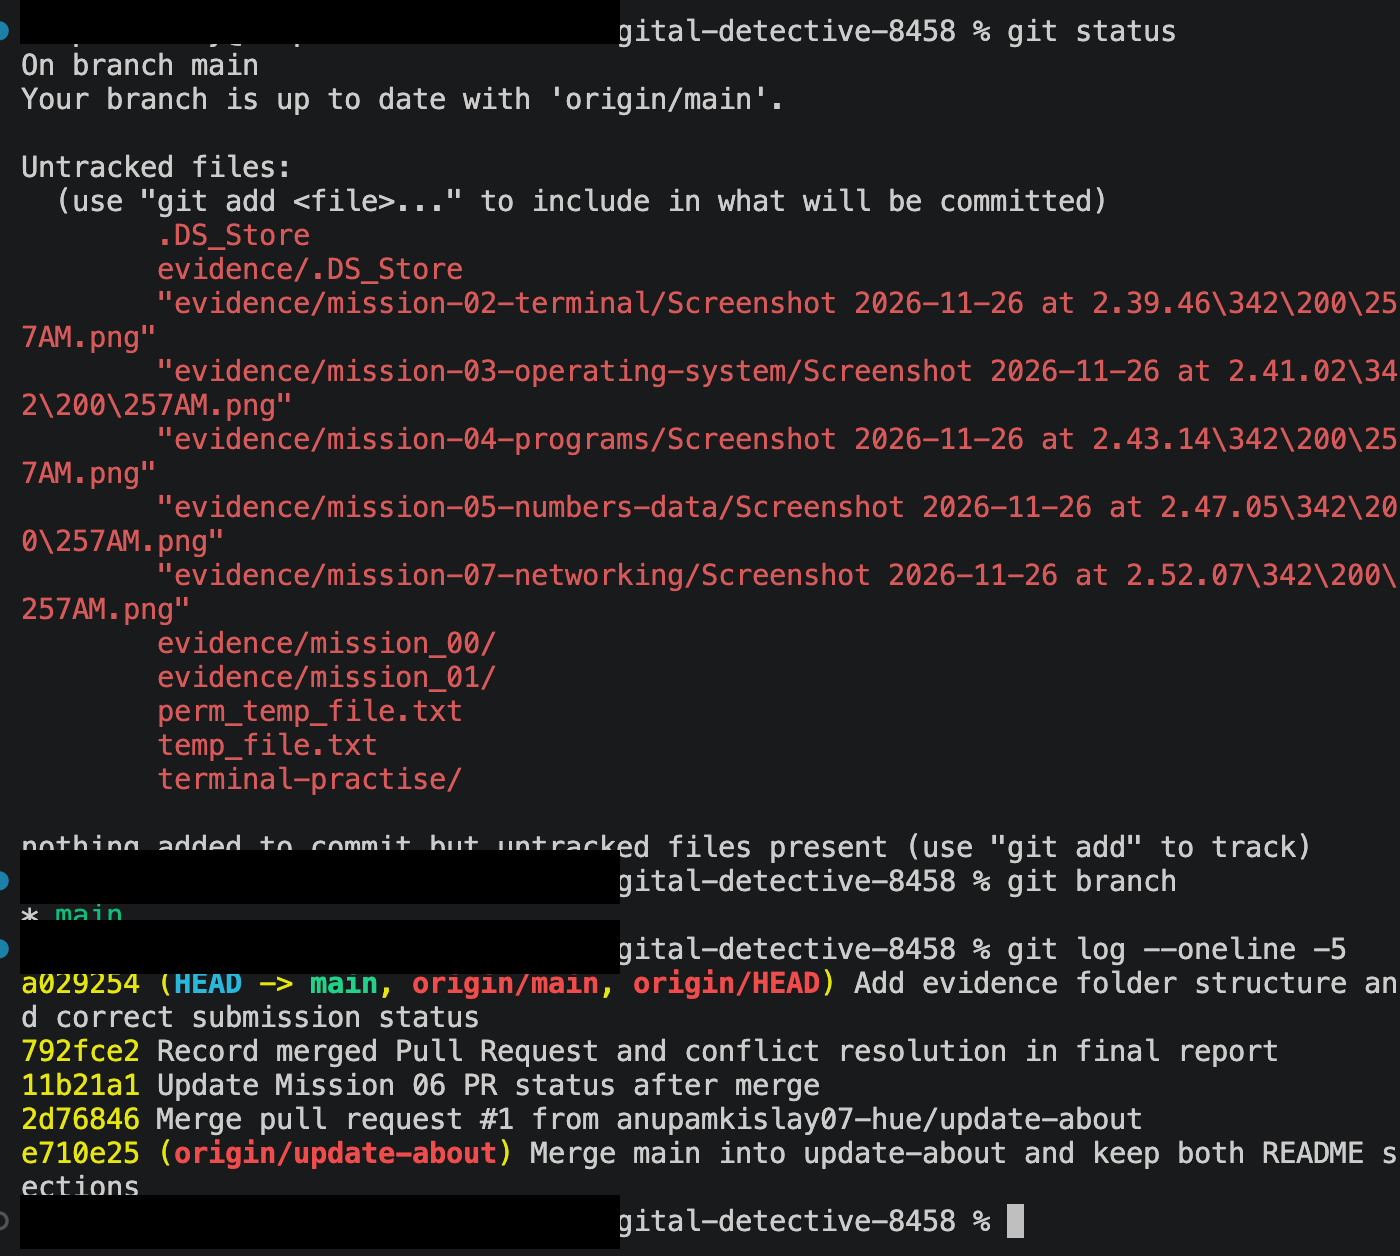 gital-detective-8458 % git status
On branch main
Your branch is up to date with 'origin/main'.
Untracked files:
(use "git add <file>..." to include in what will be committed)
.DS_Store
evidence/.DS_Store
"evidence/mission-02-terminal/Screenshot 2026-11-26 at 2.39.46\342\200\25
7AM.png"
"evidence/mission-03-operating-system/Screenshot 2026-11-26 at 2.41.02\34
2\200\257AM.png"
"evidence/mission-04-programs/Screenshot 2026-11-26 at 2.43.14\342\200\25
7AM.png"
"evidence/mission-05-numbers-data/Screenshot 2026-11-26 at 2.47.05\342\20
0\257AM.png"
"evidence/mission-07-networking/Screenshot 2026-11-26 at 2.52.07\342\200\
257AM.png"
evidence/mission_00/
evidence/mission_01/
perm_temp_file.txt
temp_file.txt
terminal-practise/
nothing added to commit but untracked files present (use "git add" to track)
gital-detective-8458 % git branch
* main
gital-detective-8458 % git log --oneline -5
a029254 (HEAD -> main, origin/main, origin/HEAD) Add evidence folder structure an
d correct submission status
792fce2 Record merged Pull Request and conflict resolution in final report
11b21a1 Update Mission 06 PR status after merge
2d76846 Merge pull request #1 from anupamkislay07-hue/update-about
e710e25 (origin/update-about) Merge main into update-about and keep both README s
ections
gital-detective-8458 %